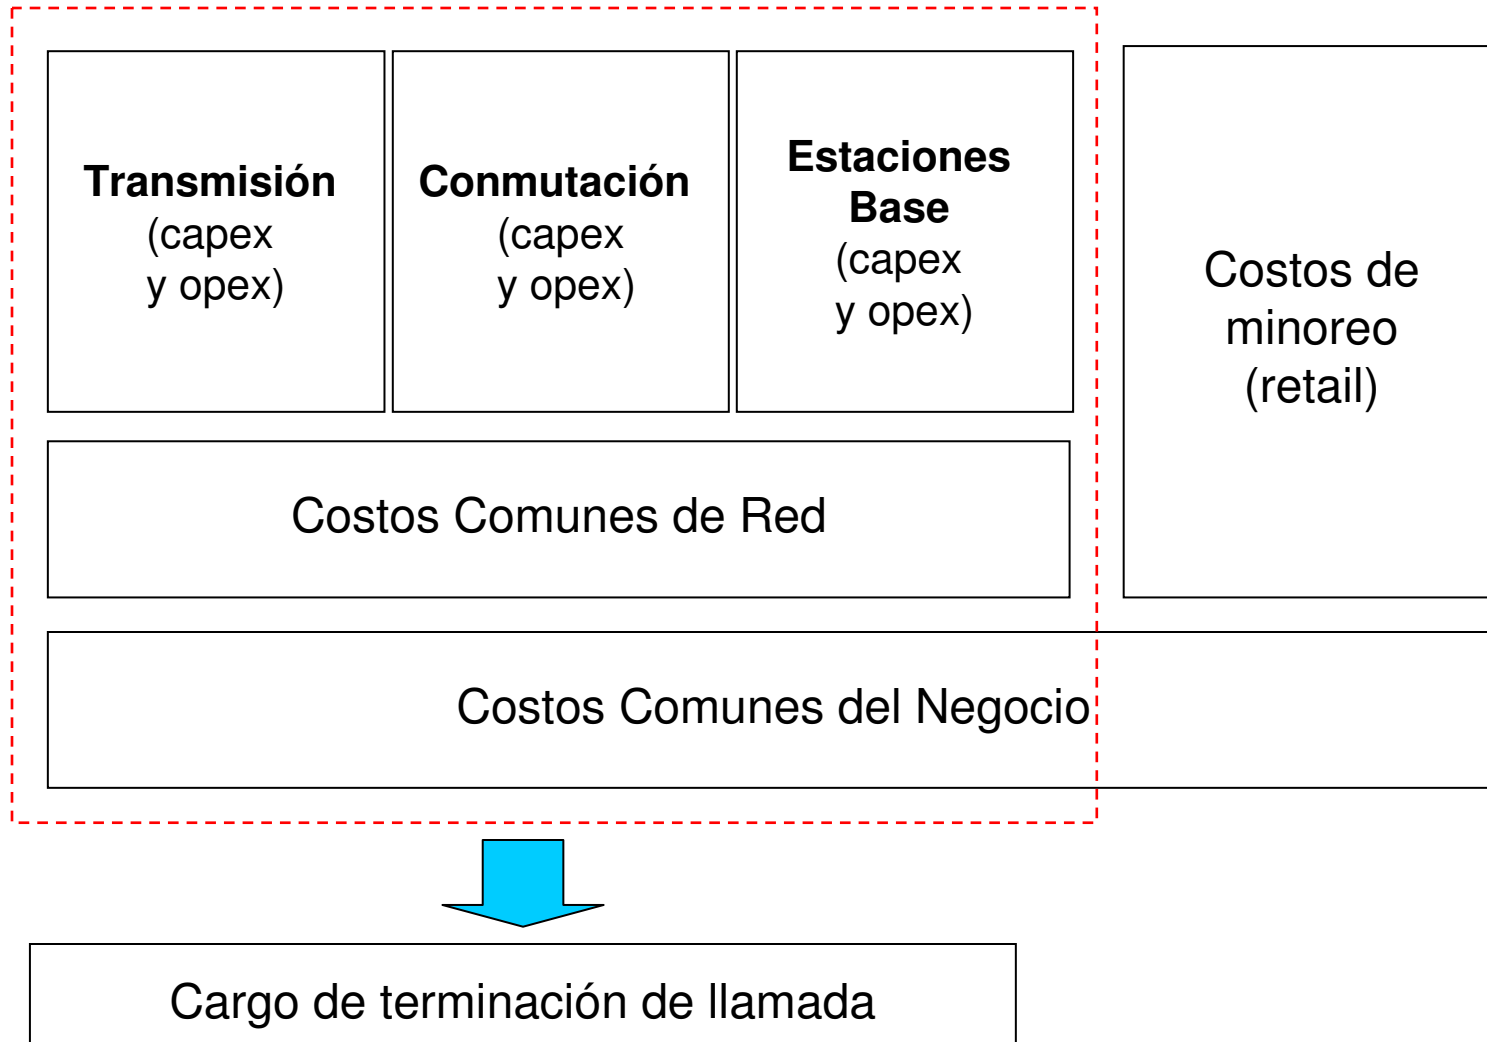 Transmisión
(capex
y opex)
Conmutación
(capex
y opex)
Estaciones
Base
(capex
y opex)
Costos de
minoreo
(retail)
Costos Comunes de Red
Costos Comunes del Negocio
Cargo de terminación de llamada